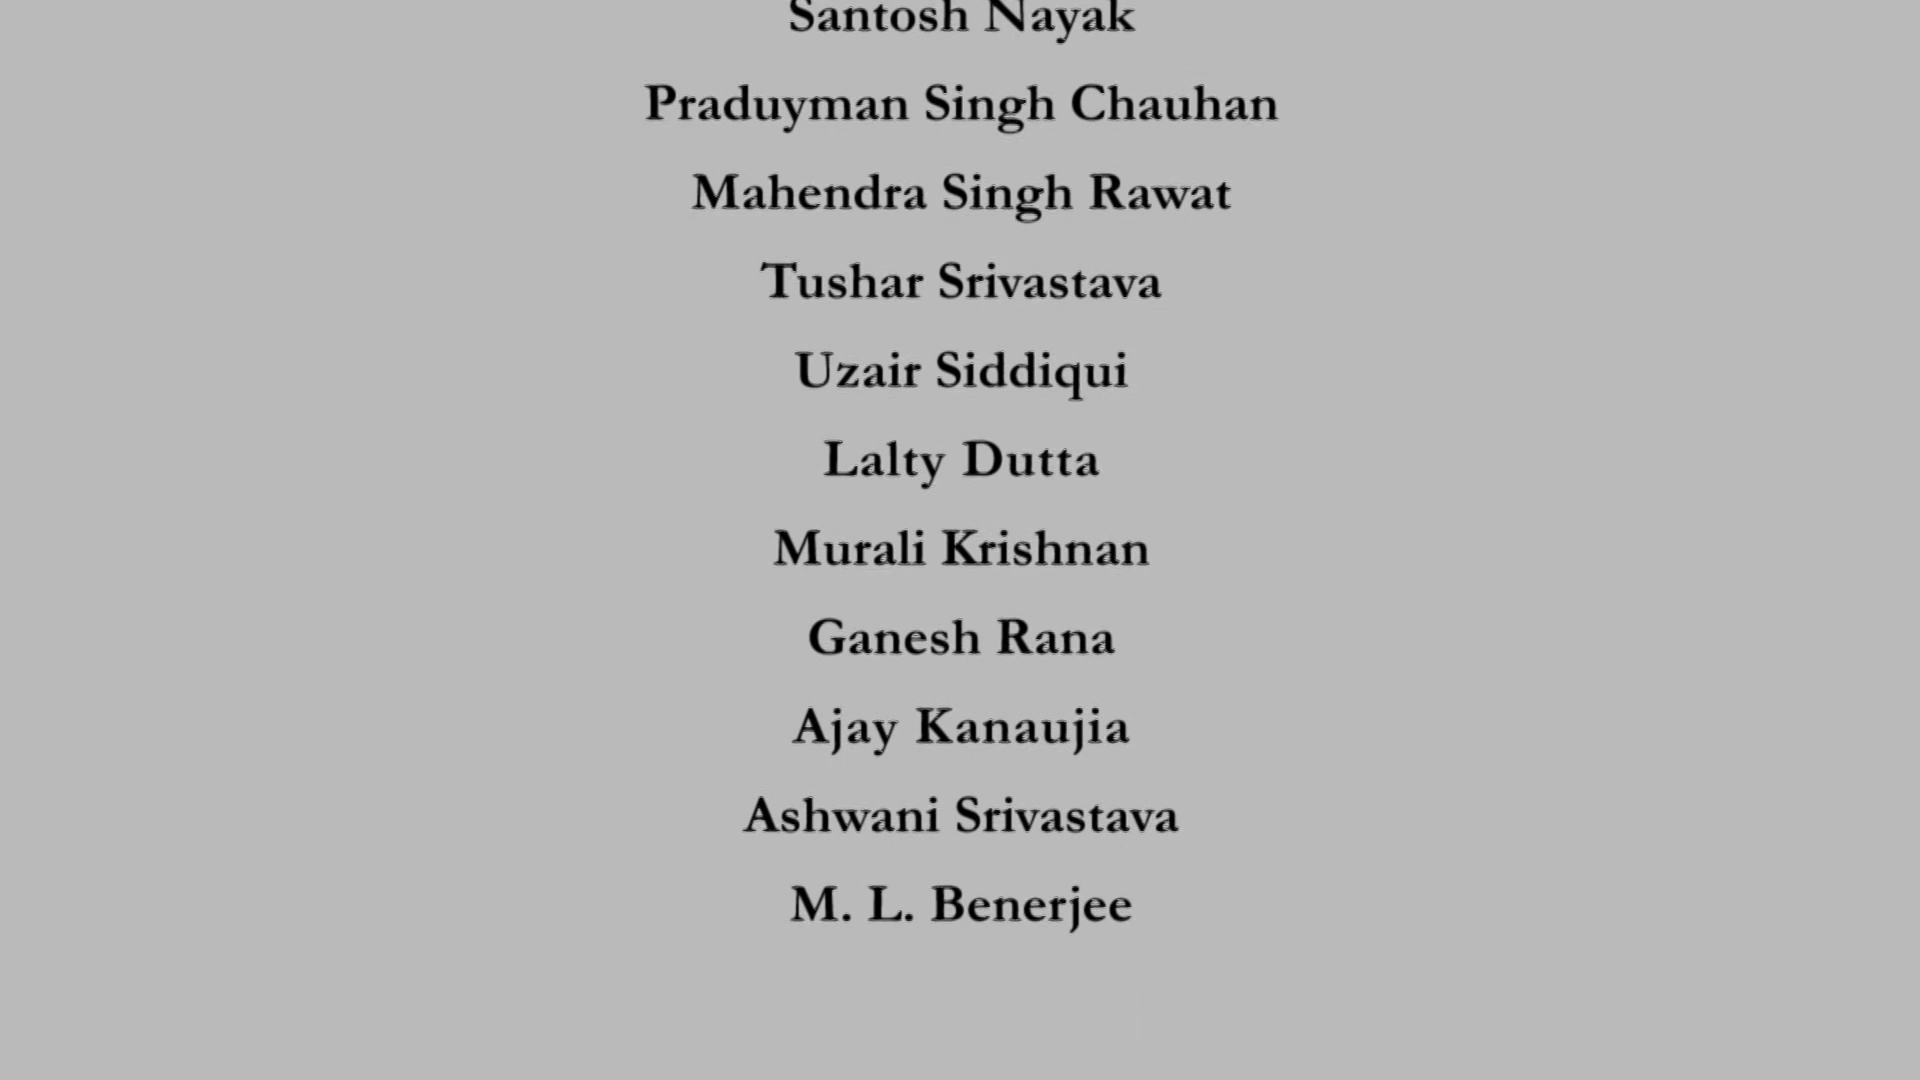 Santosh Nayak
Praduyman Singh Chauhan
Mahendra Singh Rawat
Tushar Srivastava
Uzair Siddiqui
Lalty Dutta
Murali Krishnan
Ganesh Rana
Ajay Kanaujia
Ashwani Srivastava
M. L. Benerjee